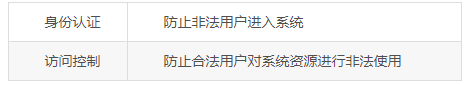 身份认证 防止非法用户进入系统
访问控制 防止合法用户对系统资源进行非法使用